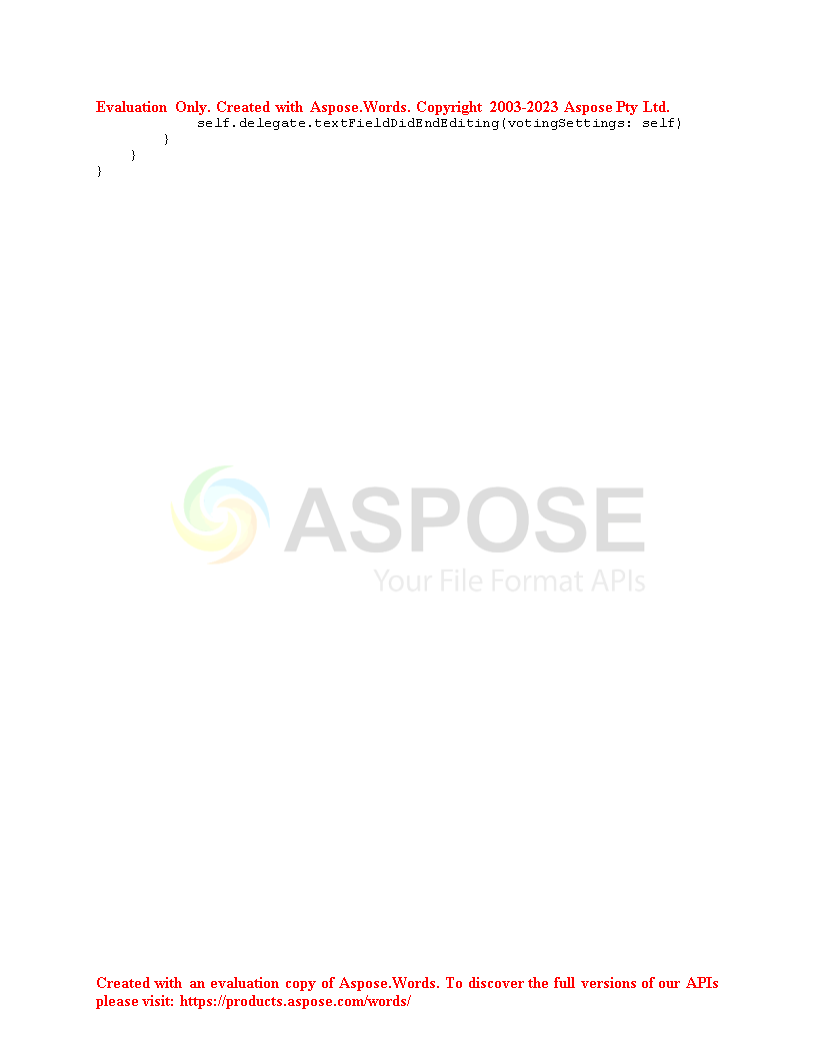 Evaluation Only. Created with Aspose.Words. Copyright 2003-2023 Aspose Pty Ltd.
            self.delegate.textFieldDidEndEditing(votingSettings: self)
        }
    }
}
ASPOSE
Your File Format APIs
Created with an evaluation copy of Aspose.Words. To discover the full versions of our APIs
please visit: https://products.aspose.com/words/